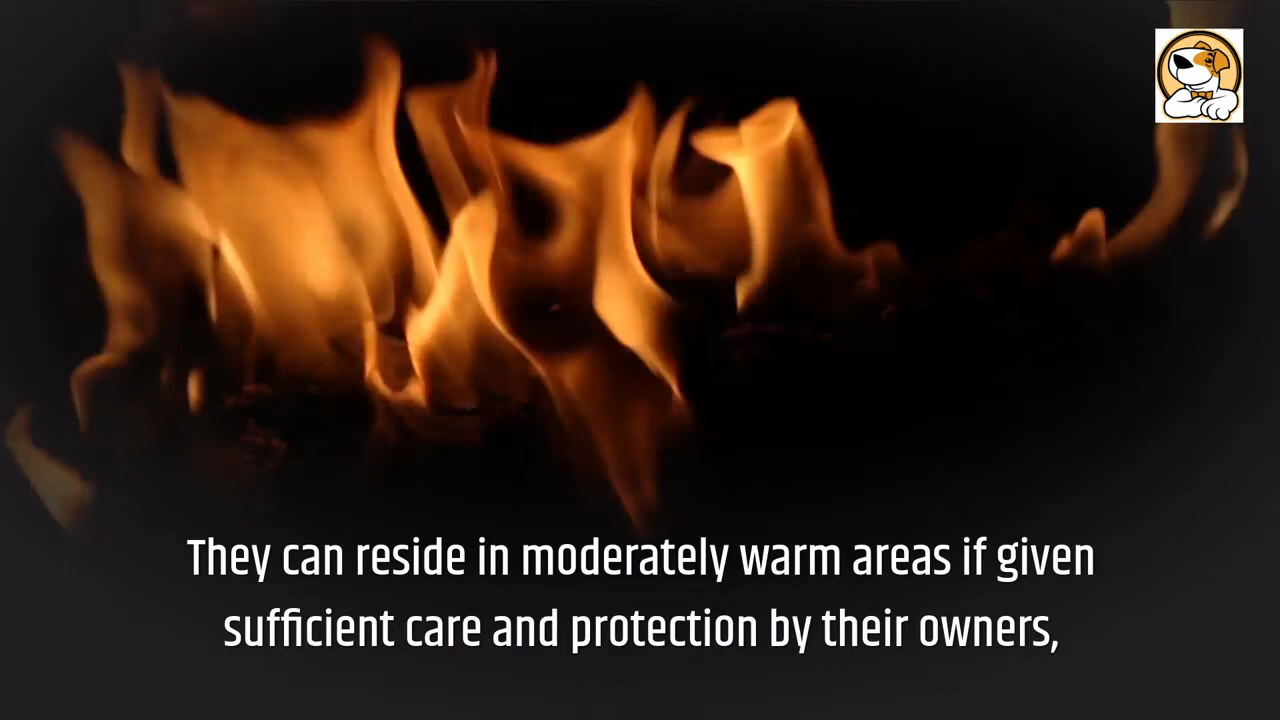 They can reside in moderately warm areas if given
sufficient care and protection by their owners,